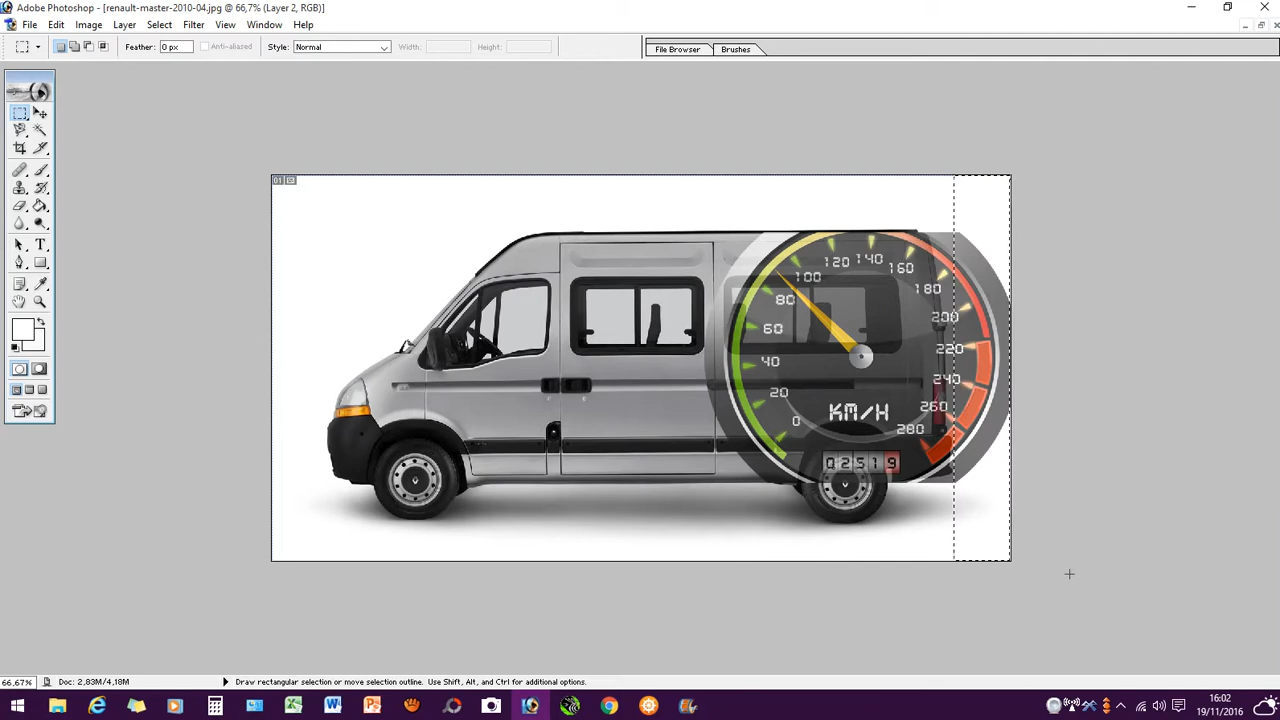 Adobe Photoshop - [renault-master-2010-04.jpg @ 66,7% (Layer 2, RGB)]
File Edit Image Layer Select Filter View Window Help
Feather: 0 px Anti-aliased Style: Normal Width: Height: File Browser Brushes
01
120 140
100 160
80 180
60 200
40 220
20 240
0 260
280
KM/H
02519
66,67% Doc: 2,83M/4,18M Draw rectangular selection or move selection outline. Use Shift, Alt, and Ctrl for additional options.
16:02
19/11/2016